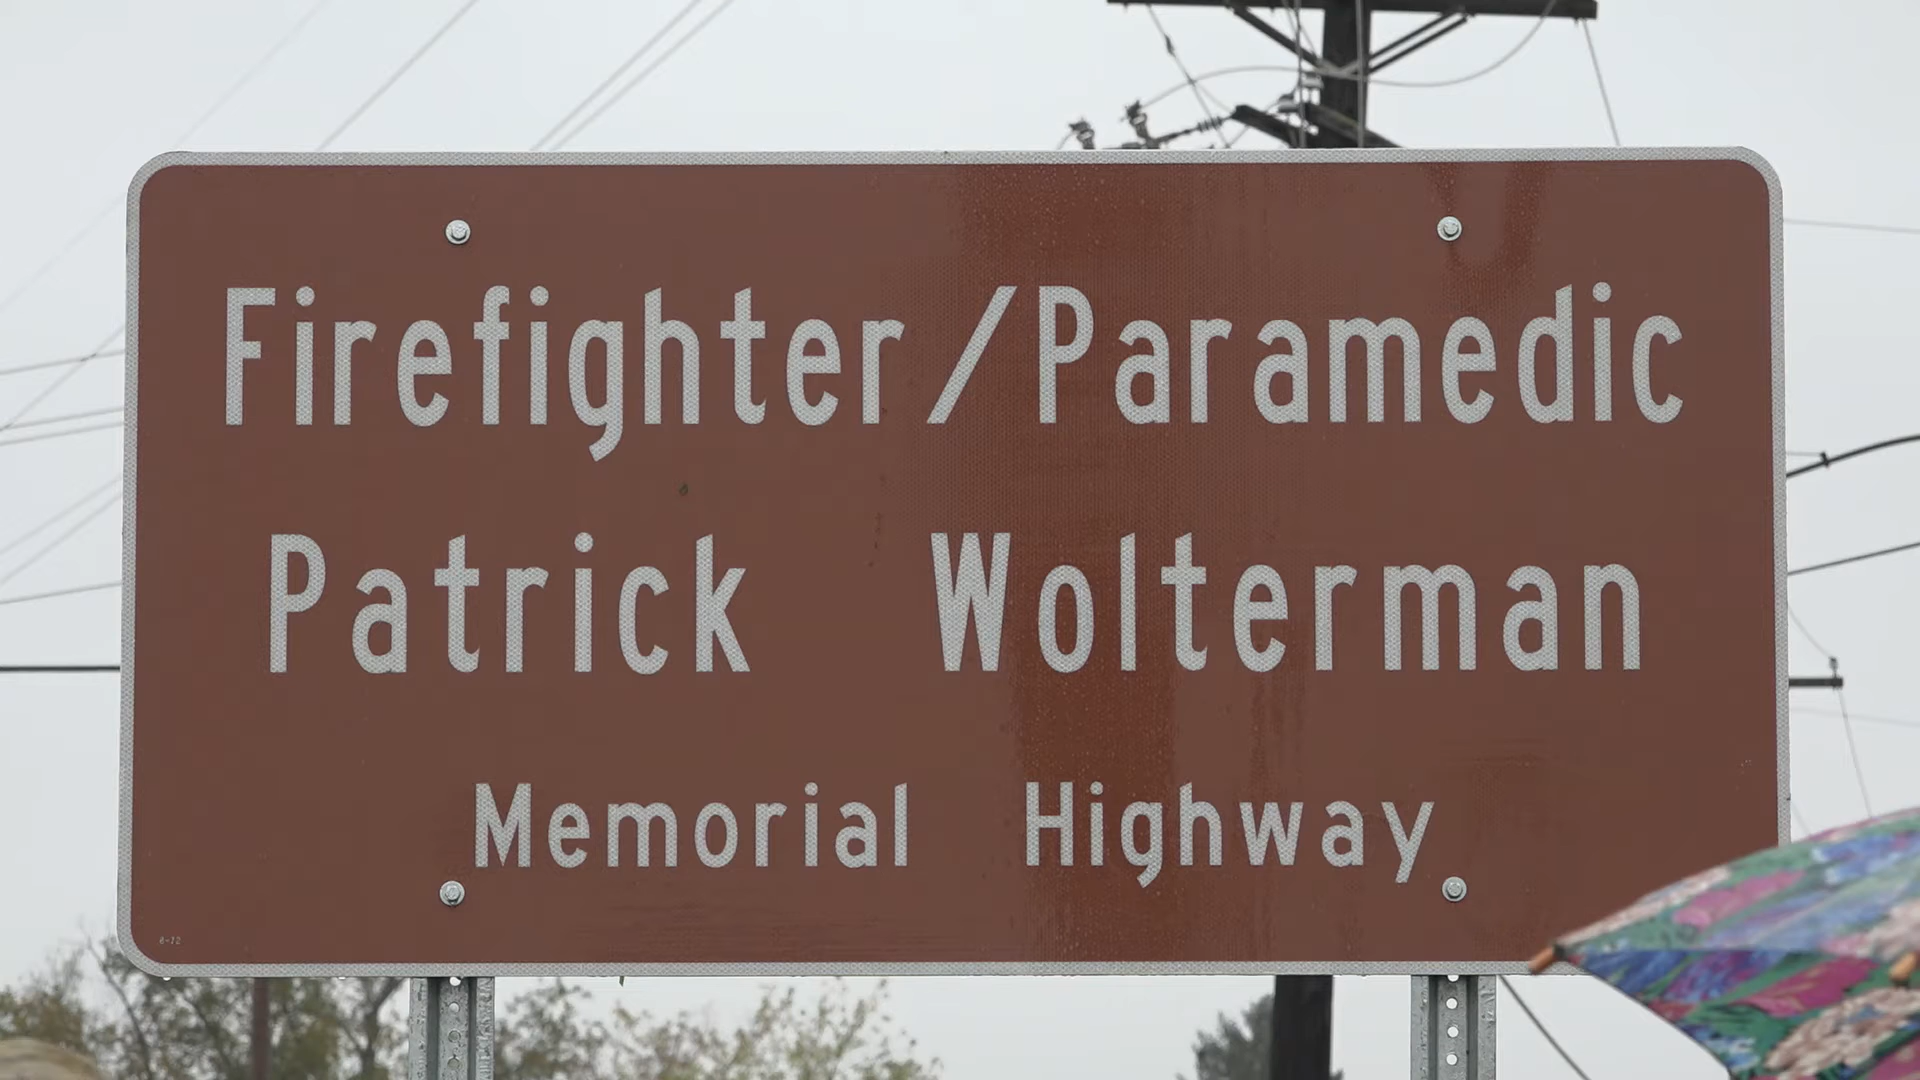 Firefighter/Paramedic
Patrick Wolterman
Memorial Highway